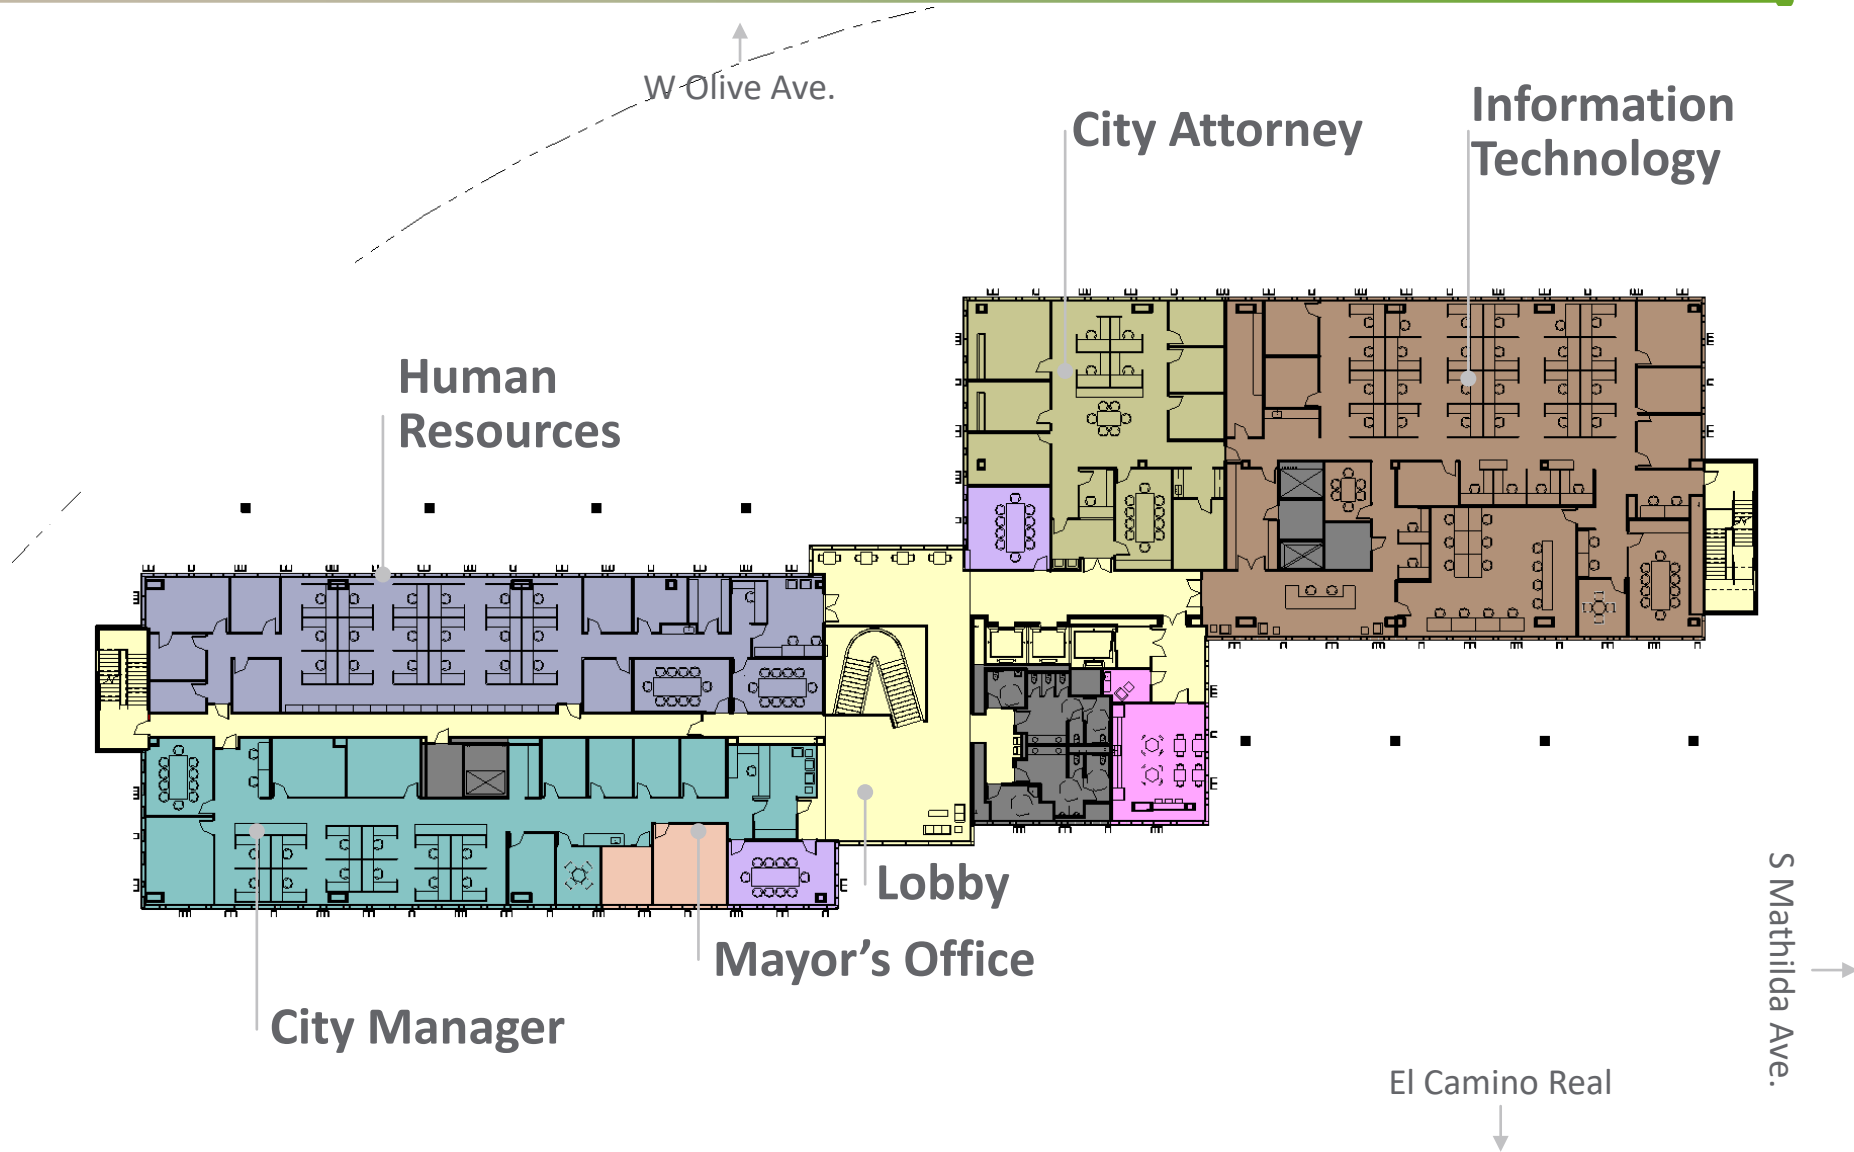 W Olive Ave.
City Attorney
Information
Technology
Human
Resources
Lobby
Mayor’s Office
City Manager
S Mathilda Ave.
El Camino Real